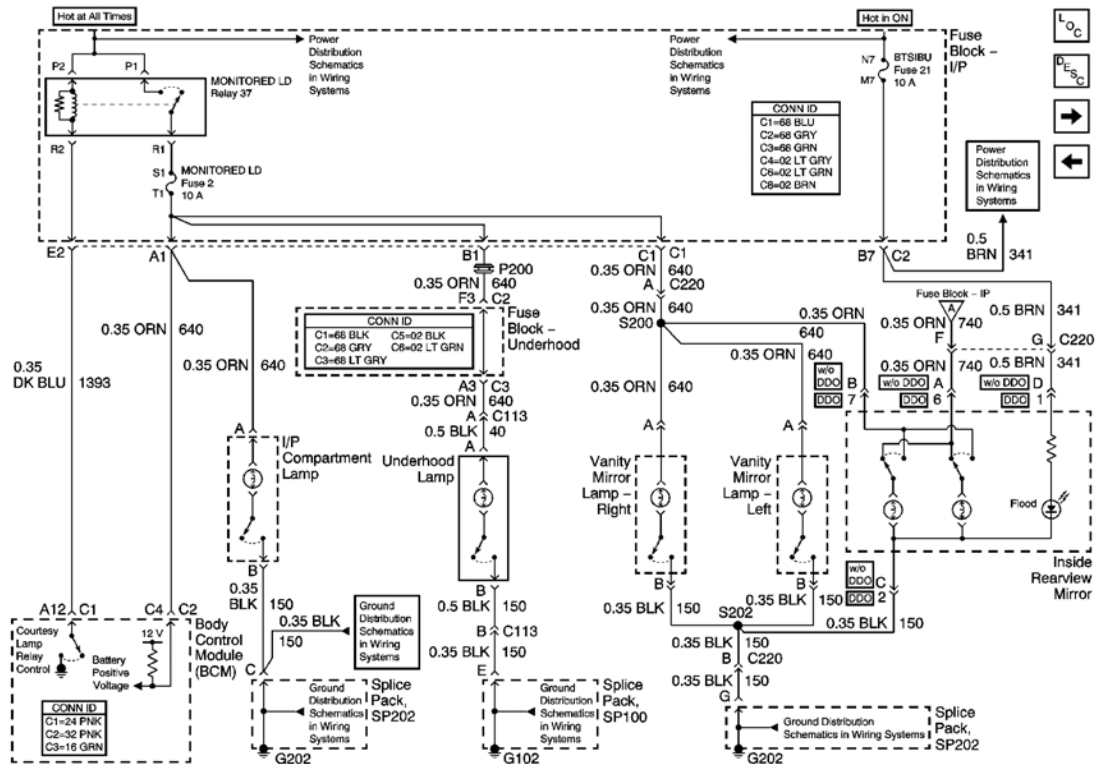 Hot at All Times
Hot in ON
L
O
C
Power
Distribution
Schematics
in Wiring
Systems
Power
Distribution
Schematics
in Wiring
Systems
Fuse
Block –
I/P
P2
P1
MONITORED LD
Relay 37
N7
BTSIBU
Fuse 21
10 A
M7
D
E
S
C
CONN ID
C1=68 BLU
C2=68 GRY
C3=68 GRN
C4=02 LT GRY
C6=02 LT GRN
C8=02 BRN
R2
R1
S1
MONITORED LD
Fuse 2
10 A
T1
Power
Distribution
Schematics
in Wiring
Systems
E2
A1
B1
C1
C1
B7
C2
0.5
BRN
341
P200
0.35 ORN
640
F3
C2
0.35 ORN
640
A
C220
0.35 ORN
640
S200
Fuse Block – IP
A
0.35 ORN
740
F
0.5 BRN
341
G
C220
CONN ID
C1=68 BLK
C5=02 BLK
C2=68 GRY
C6=02 LT GRN
C3=68 LT GRY
Fuse
Block –
Underhood
0.35 ORN
640
0.35 ORN
640
0.35 ORN
640
0.35 ORN
740
0.5 BRN
341
0.35
DK BLU
1393
0.35 ORN
640
A3
C3
0.35 ORN
640
A
C113
0.5 BLK
40
A
0.35 ORN
640
w/o
DDO
B
DDO
7
w/o DDO
A
DDO
6
w/o DDO
D
DDO
1
A
I/P
Compartment
Lamp
Underhood
Lamp
A
Vanity
Mirror
Lamp –
Right
A
Vanity
Mirror
Lamp –
Left
Flood
Inside
Rearview
Mirror
B
0.35
BLK
150
B
0.5 BLK
150
B
C113
0.35 BLK
150
E
B
0.35 BLK
150
B
0.35 BLK
150
w/o
DDO
C
DDO
2
0.35 BLK
150
S202
0.35 BLK
150
B
C220
0.35 BLK
150
G
A12
C1
C4
C2
Courtesy
Lamp
Relay
Control
12 V
Battery
Positive
Voltage
Body
Control
Module
(BCM)
CONN ID
C1=24 PNK
C2=32 PNK
C3=16 GRN
0.35 BLK
150
Ground
Distribution
Schematics
in Wiring
Systems
C
Ground
Distribution
Schematics
in Wiring
Systems
Splice
Pack,
SP202
G202
Ground
Distribution
Schematics
in Wiring
Systems
Splice
Pack,
SP100
G102
Ground Distribution
Schematics in Wiring Systems
Splice
Pack,
SP202
G202